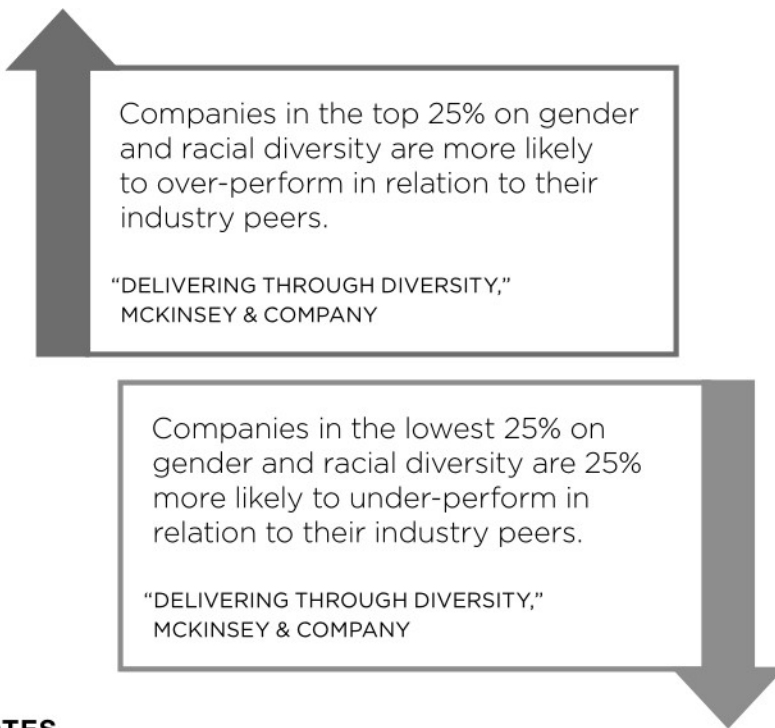 Companies in the top 25% on gender
and racial diversity are more likely
to over-perform in relation to their
industry peers.
“DELIVERING THROUGH DIVERSITY,”
MCKINSEY & COMPANY
Companies in the lowest 25% on
gender and racial diversity are 25%
more likely to under-perform in
relation to their industry peers.
“DELIVERING THROUGH DIVERSITY,”
MCKINSEY & COMPANY